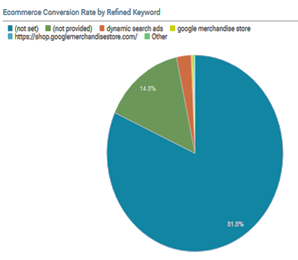 Ecommerce Conversion Rate by Refined Keyword
(not set) (not provided) dynamic search ads google merchandise store
https://shop.googlemerchandisestore.com/ Other
14.8%
81.8%